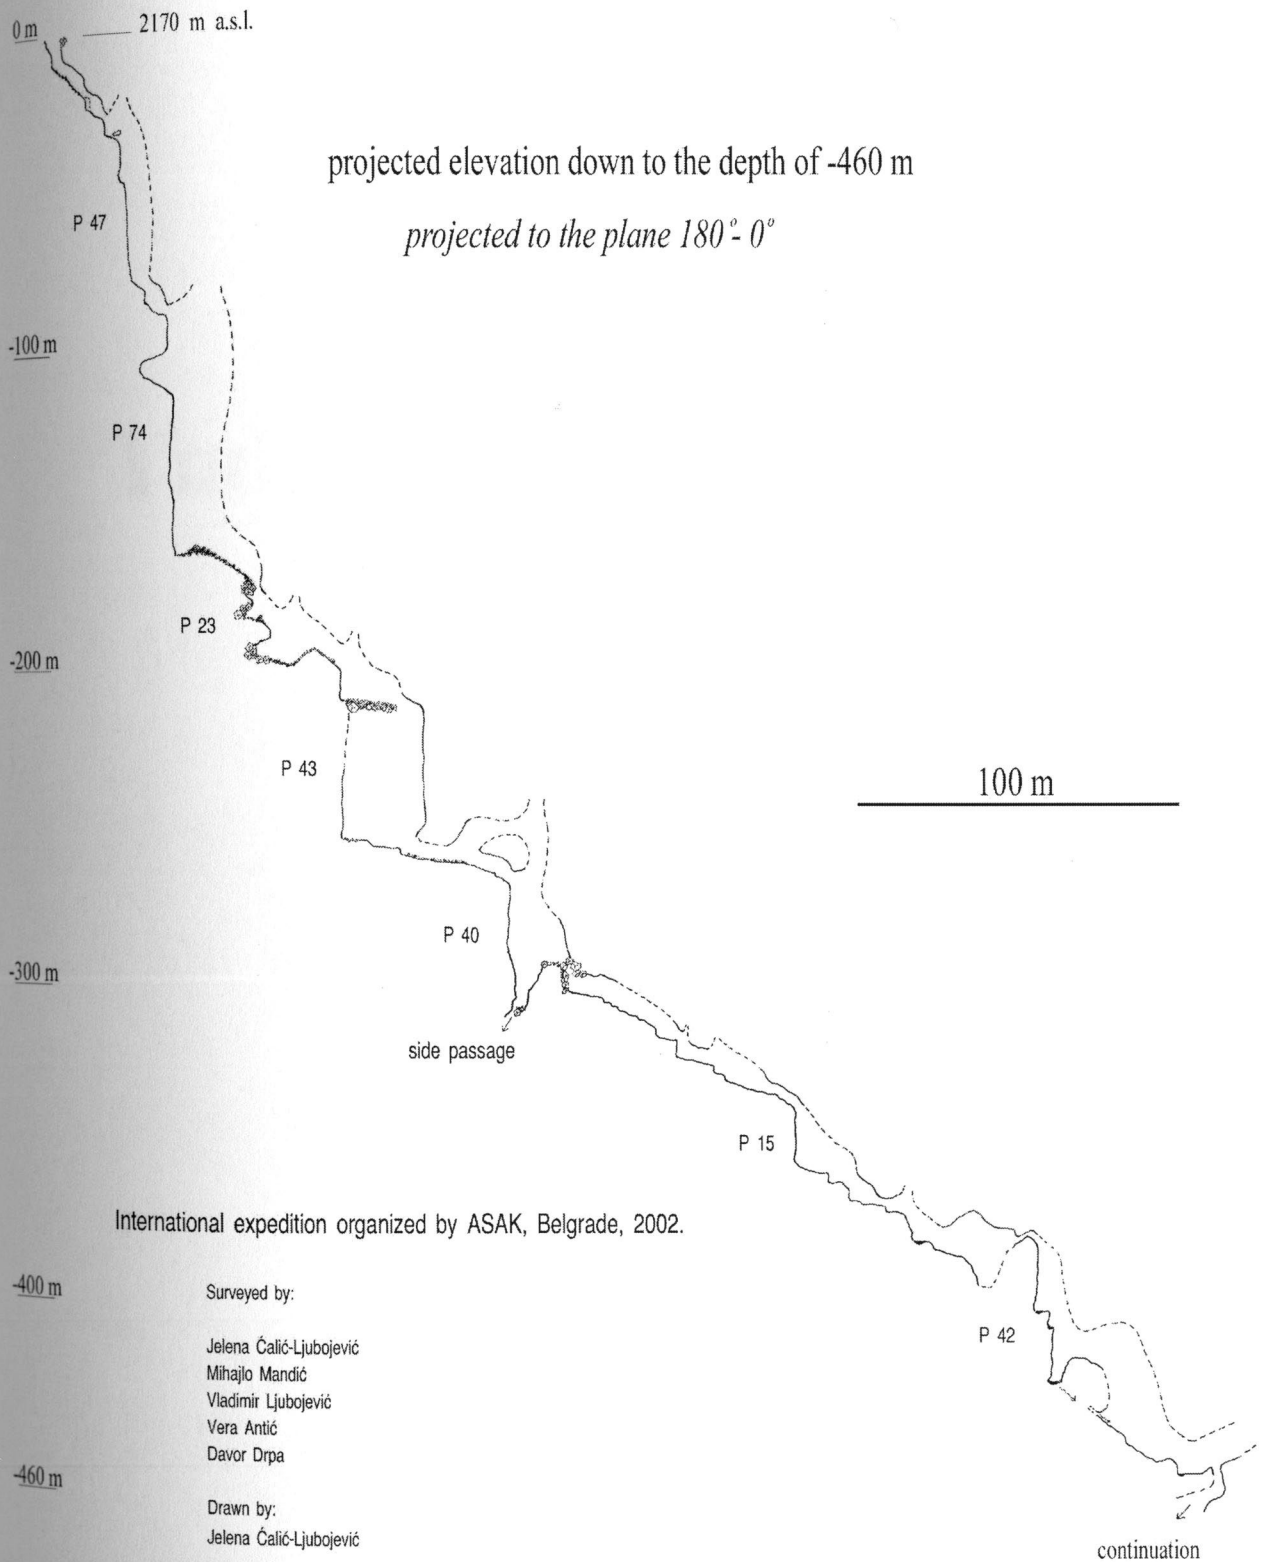 0 m
2170 m a.s.l.
projected elevation down to the depth of -460 m
projected to the plane 180°- 0°
P 47
-100 m
P 74
P 23
-200 m
P 43
100 m
P 40
-300 m
side passage
P 15
International expedition organized by ASAK, Belgrade, 2002.
-400 m
Surveyed by:
P 42
Jelena Ćalić-Ljubojević
Mihajlo Mandić
Vladimir Ljubojević
Vera Antić
Davor Drpa
-460 m
Drawn by:
Jelena Ćalić-Ljubojević
continuation